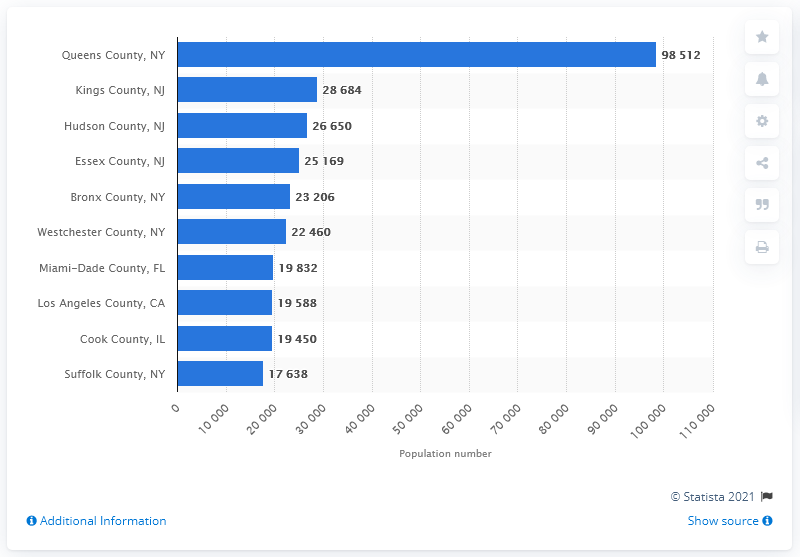 Queens County, NY 98 512
Kings County, NJ 28 684
Hudson County, NJ 26 650
Essex County, NJ 25 169
Bronx County, NY 23 206
Westchester County, NY 22 460
Miami-Dade County, FL 19 832
Los Angeles County, CA 19 588
Cook County, IL 19 450
Suffolk County, NY 17 638
0 10 000 20 000 30 000 40 000 50 000 60 000 70 000 80 000 90 000 100 000 110 000
Population number
© Statista 2021
Additional Information Show source